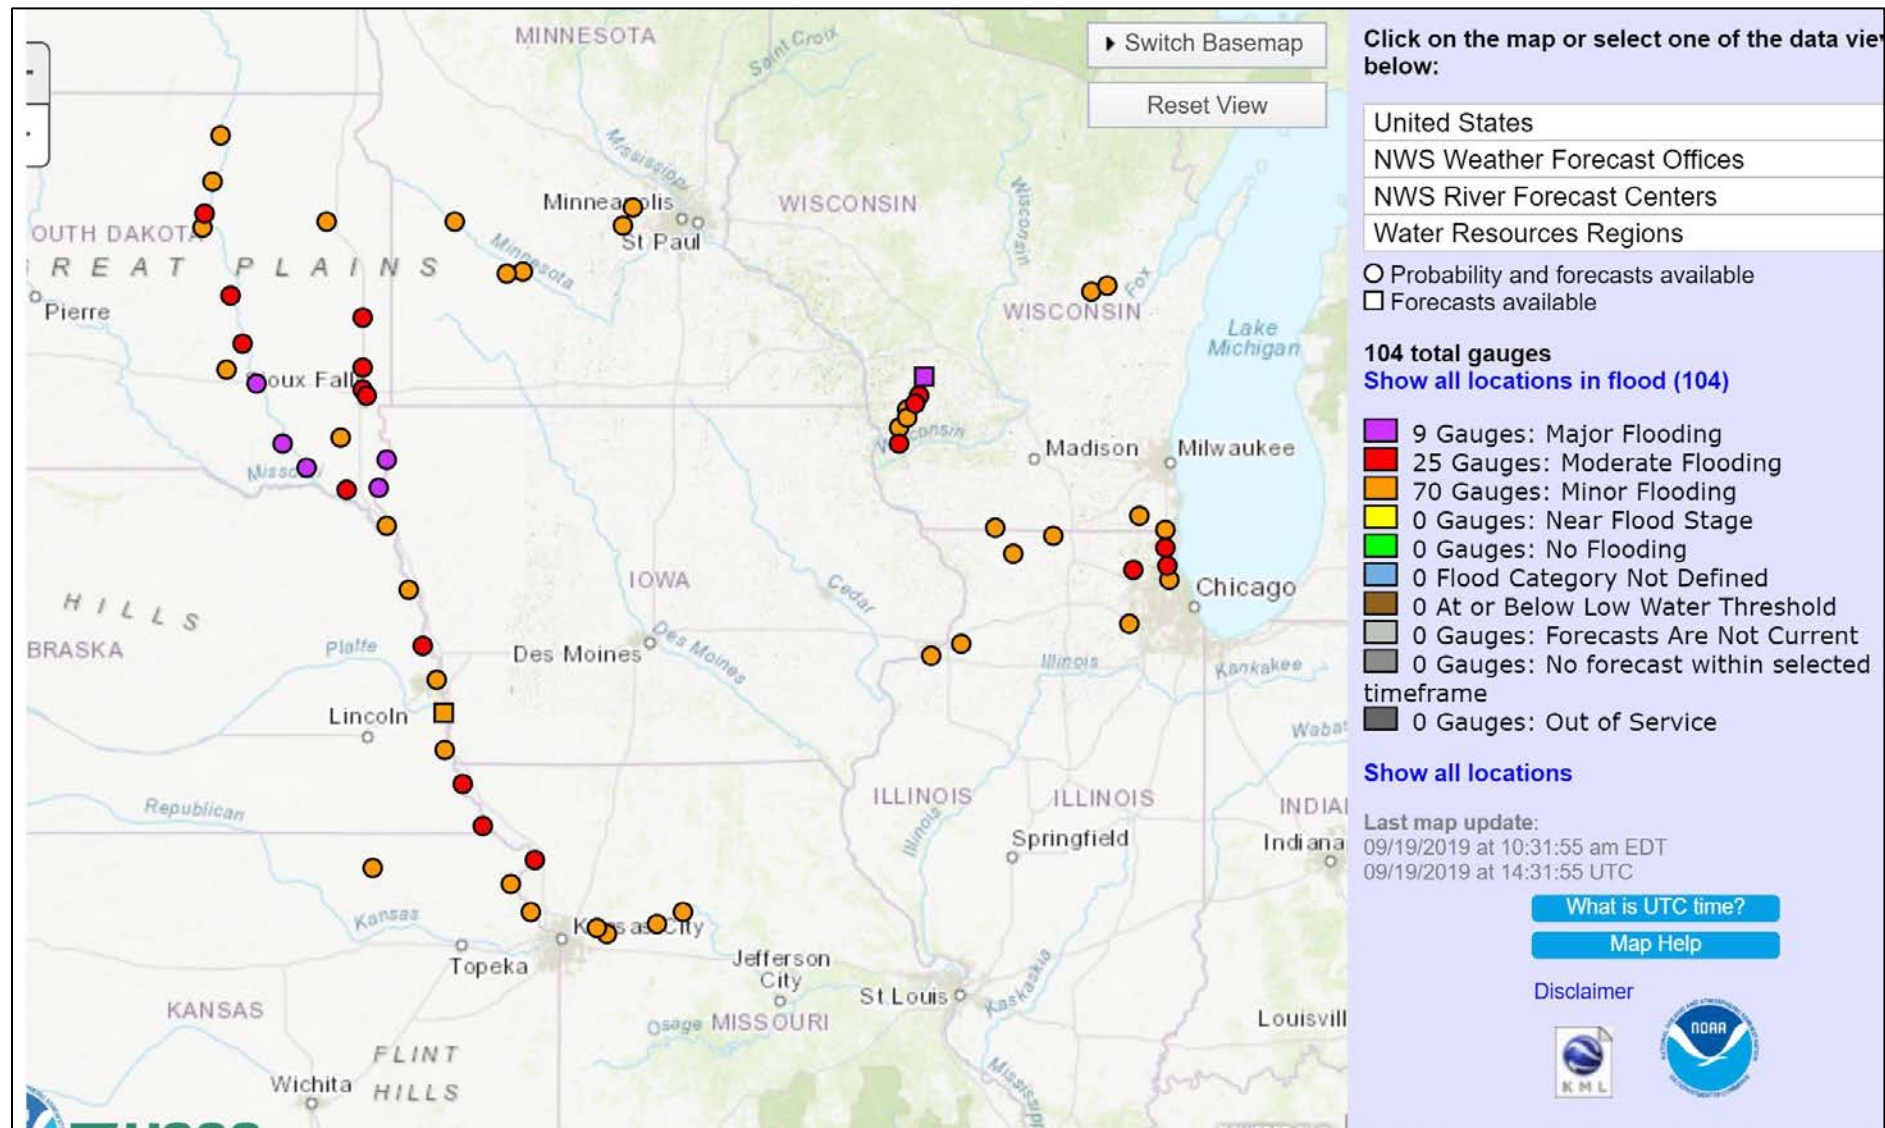 MINNESOTA
Saint Croix
Switch Basemap
Reset View
Mississipp
Minneapolis
St Paul
WISCONSIN
Wisconsin
OUTH DAKOTA
Minnesota
REAT PLAINS
Pierre
Fox
WISCONSIN
Lake
Michigan
Sioux Fall
Wisconsin
Madison
Milwaukee
Missouri
IOWA
Cedar
Chicago
HILLS
BRASKA
Platte
Des Moines
Des Moines
Illinois
Kankakee
Lincoln
Waba
ILLINOIS
ILLINOIS
INDIA
Republican
Illinois
Springfield
Indiana
Kansas
Kansas City
Topeka
Jefferson
City
St Louis
Kaskaskia
KANSAS
Osage
MISSOURI
Louisvill
FLINT
HILLS
Wichita
Mississipp
USGS
Click on the map or select one of the data vie
below:
United States
NWS Weather Forecast Offices
NWS River Forecast Centers
Water Resources Regions
Probability and forecasts available
Forecasts available
104 total gauges
Show all locations in flood (104)
9 Gauges: Major Flooding
25 Gauges: Moderate Flooding
70 Gauges: Minor Flooding
0 Gauges: Near Flood Stage
0 Gauges: No Flooding
0 Flood Category Not Defined
0 At or Below Low Water Threshold
0 Gauges: Forecasts Are Not Current
0 Gauges: No forecast within selected
timeframe
0 Gauges: Out of Service
Show all locations
Last map update:
09/19/2019 at 10:31:55 am EDT
09/19/2019 at 14:31:55 UTC
What is UTC time?
Map Help
Disclaimer
KML
NOAA